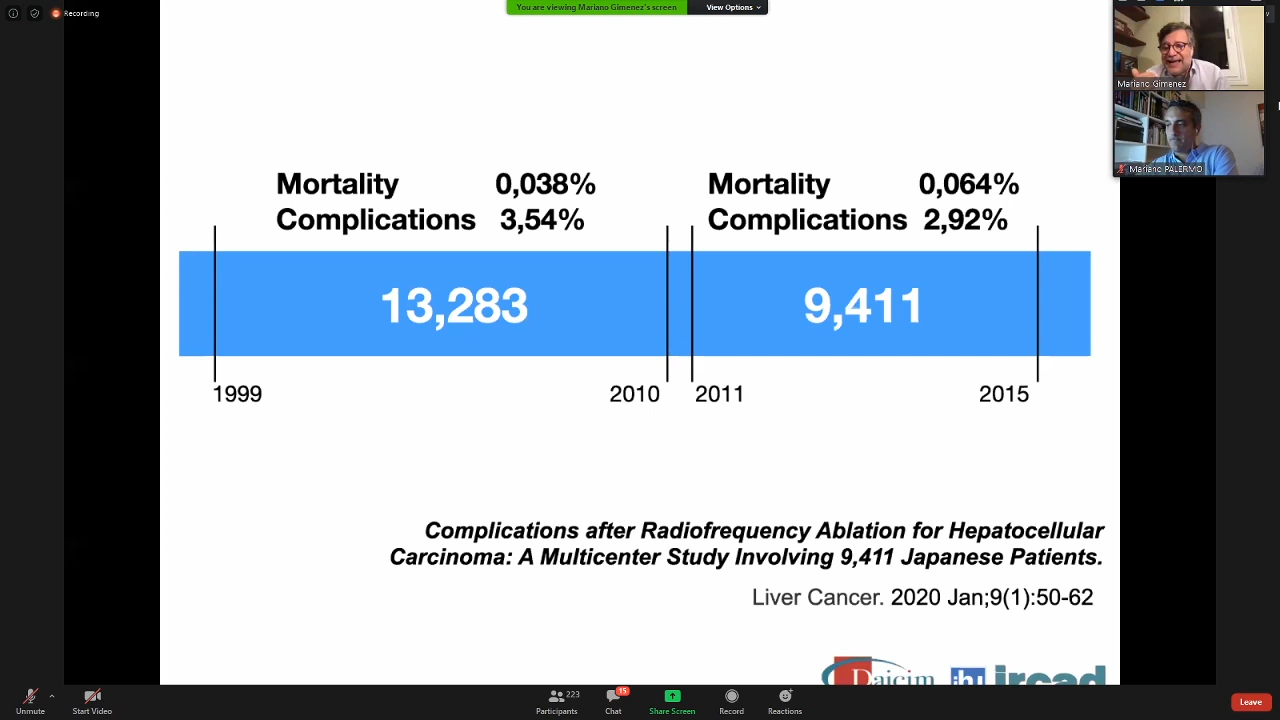 Recording
You are viewing Mariano Gimenez's screen
View Options
Mariano Gimenez
Mariano PALERMO
Mortality 0,038%
Complications 3,54%
Mortality 0,064%
Complications 2,92%
13,283
9,411
1999
2010
2011
2015
Complications after Radiofrequency Ablation for Hepatocellular
Carcinoma: A Multicenter Study Involving 9,411 Japanese Patients.
Liver Cancer. 2020 Jan;9(1):50-62
Daicim
ircad
Unmute
Start Video
223
Participants
15
Chat
Share Screen
Record
Reactions
Leave